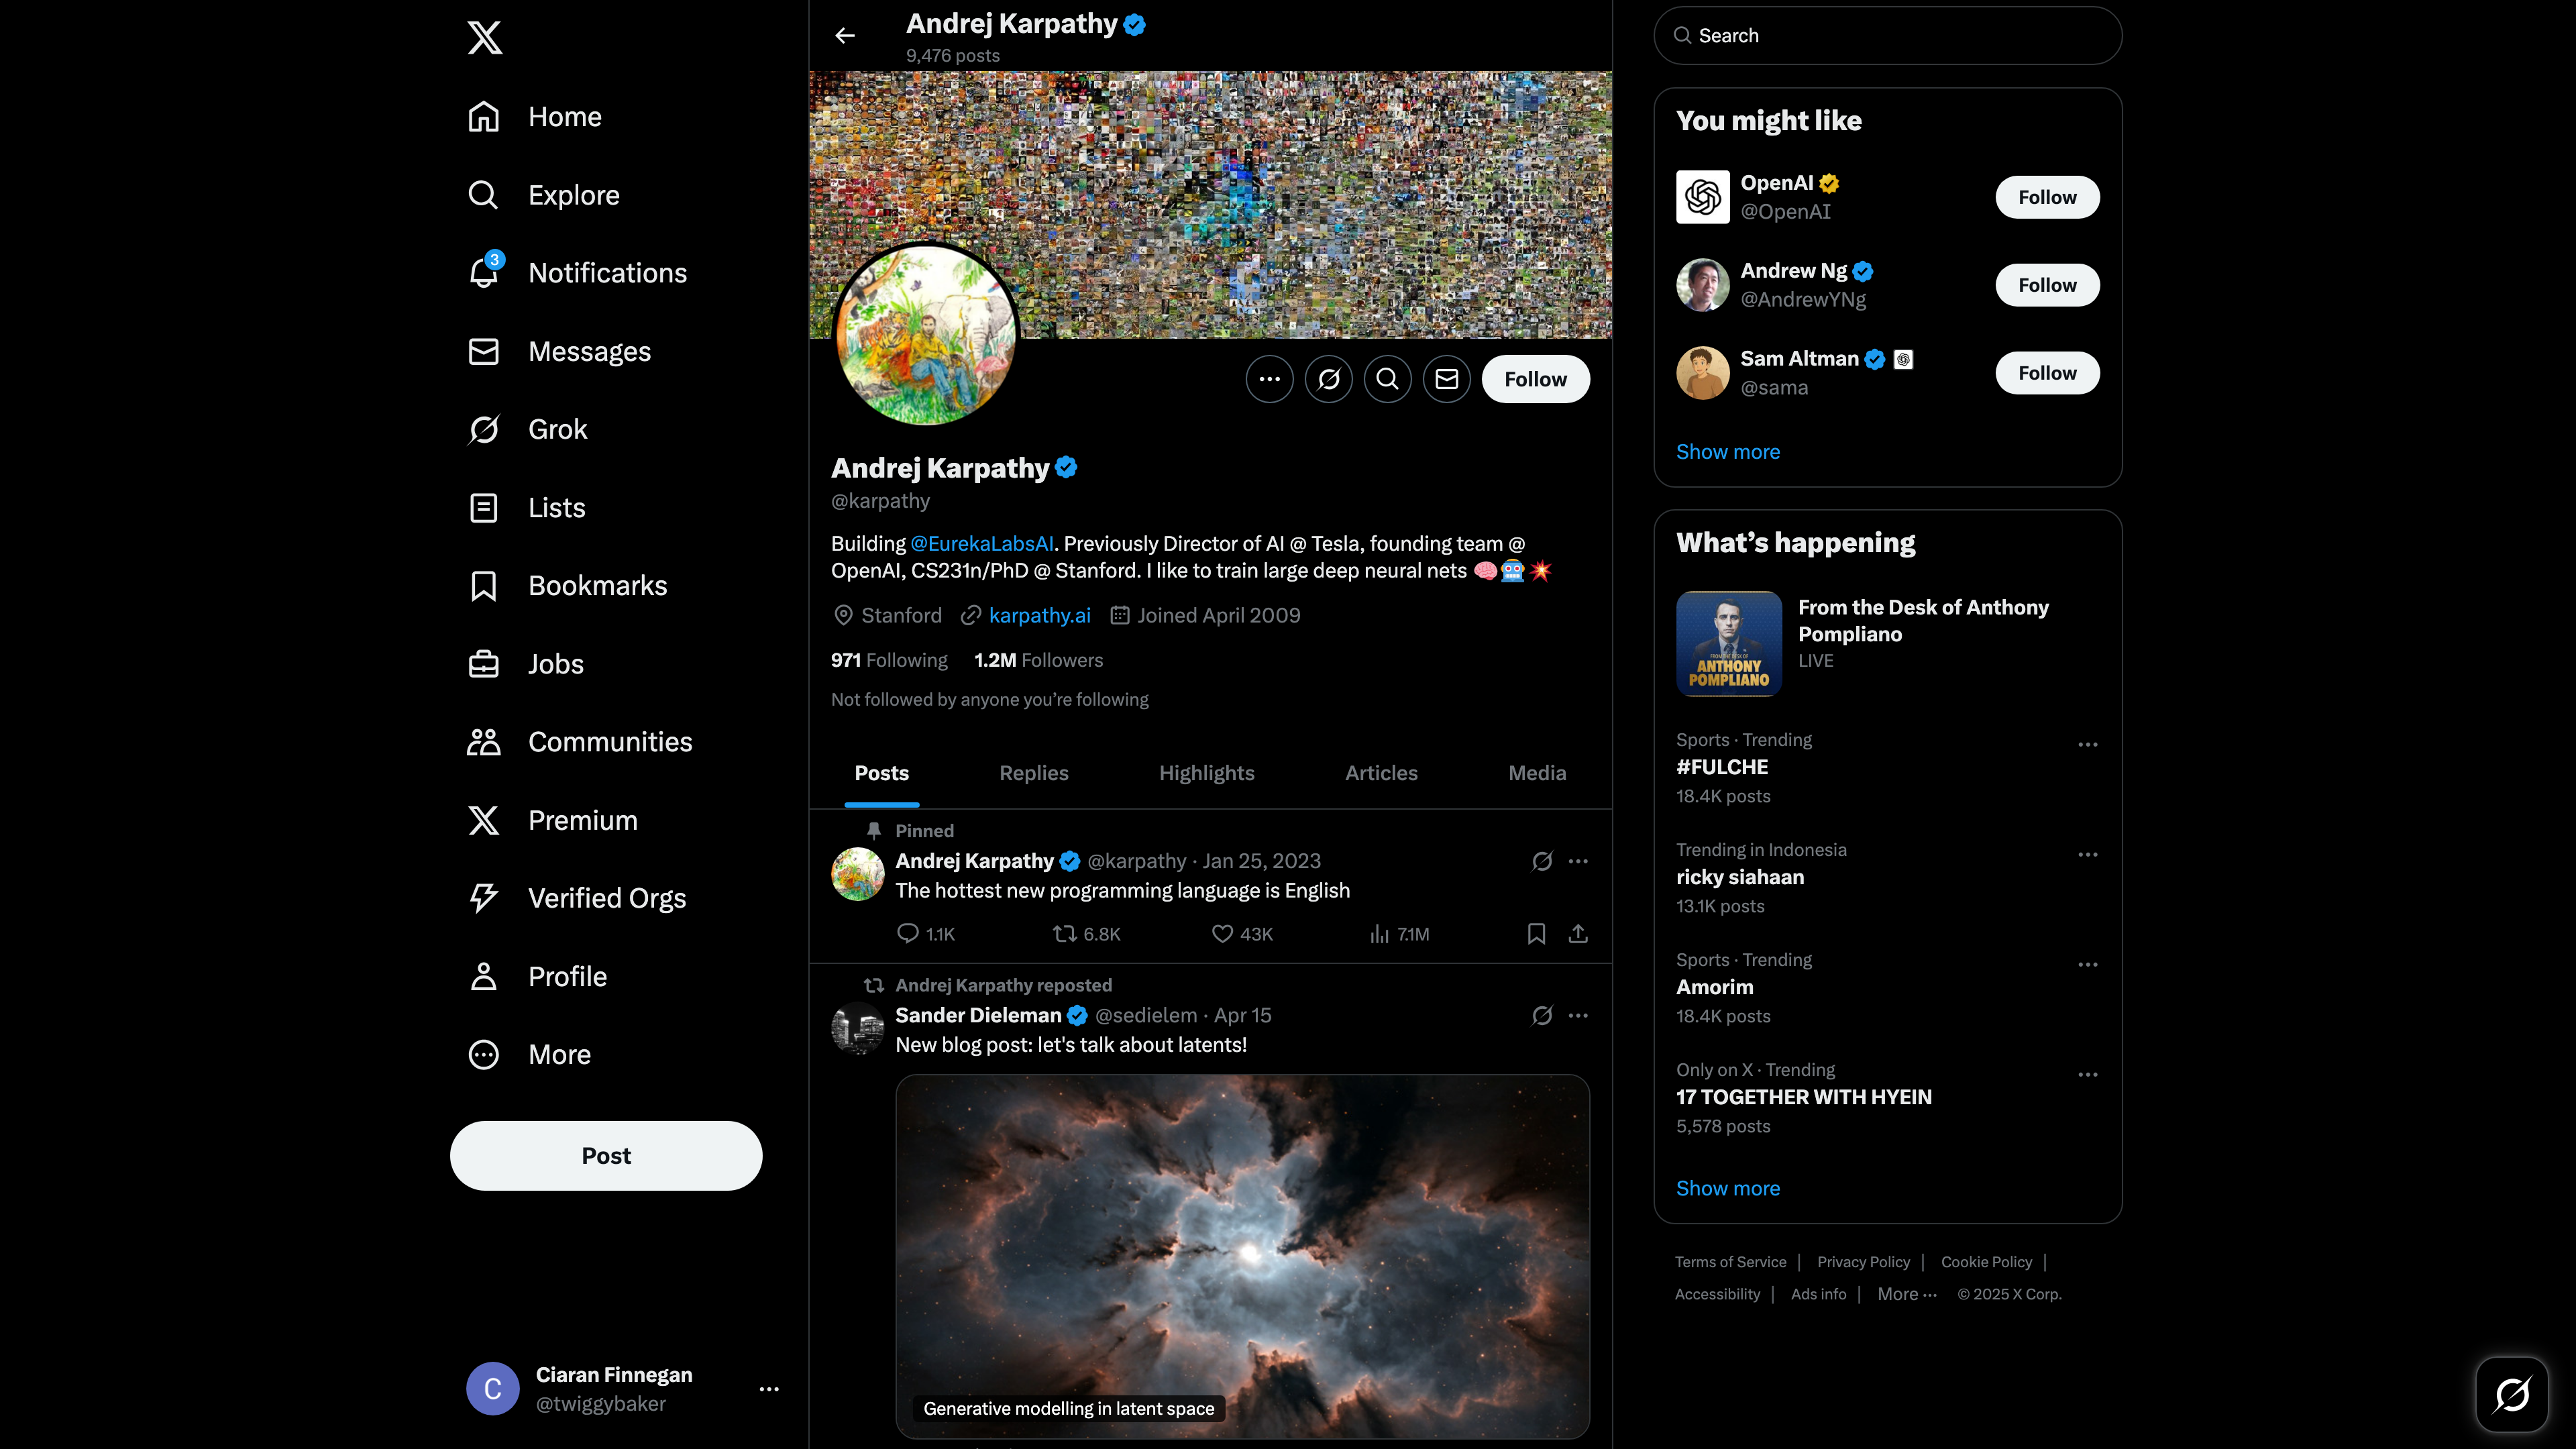 Home
Explore
3
Notifications
Messages
Grok
Lists
Bookmarks
Jobs
Communities
Premium
Verified Orgs
Profile
More
Post
C
Ciaran Finnegan
@twiggybaker
Andrej Karpathy
9,476 posts
Follow
Andrej Karpathy
@karpathy
Building @EurekaLabsAI. Previously Director of AI @ Tesla, founding team @
OpenAI, CS231n/PhD @ Stanford. I like to train large deep neural nets 🧠🤖💥
Stanford karpathy.ai Joined April 2009
971 Following 1.2M Followers
Not followed by anyone you’re following
Posts Replies Highlights Articles Media
Pinned
Andrej Karpathy @karpathy · Jan 25, 2023
The hottest new programming language is English
1.1K 6.8K 43K 7.1M
Andrej Karpathy reposted
Sander Dieleman @sedielem · Apr 15
New blog post: let's talk about latents!
Generative modelling in latent space
Search
You might like
OpenAI
@OpenAI
Follow
Andrew Ng
@AndrewYNg
Follow
Sam Altman
@sama
Follow
Show more
What’s happening
FROM THE DESK OF
ANTHONY
POMPLIANO
From the Desk of Anthony
Pompliano
LIVE
Sports · Trending
#FULCHE
18.4K posts
Trending in Indonesia
ricky siahaan
13.1K posts
Sports · Trending
Amorim
18.4K posts
Only on X · Trending
17 TOGETHER WITH HYEIN
5,578 posts
Show more
Terms of Service | Privacy Policy | Cookie Policy |
Accessibility | Ads info | More ··· © 2025 X Corp.